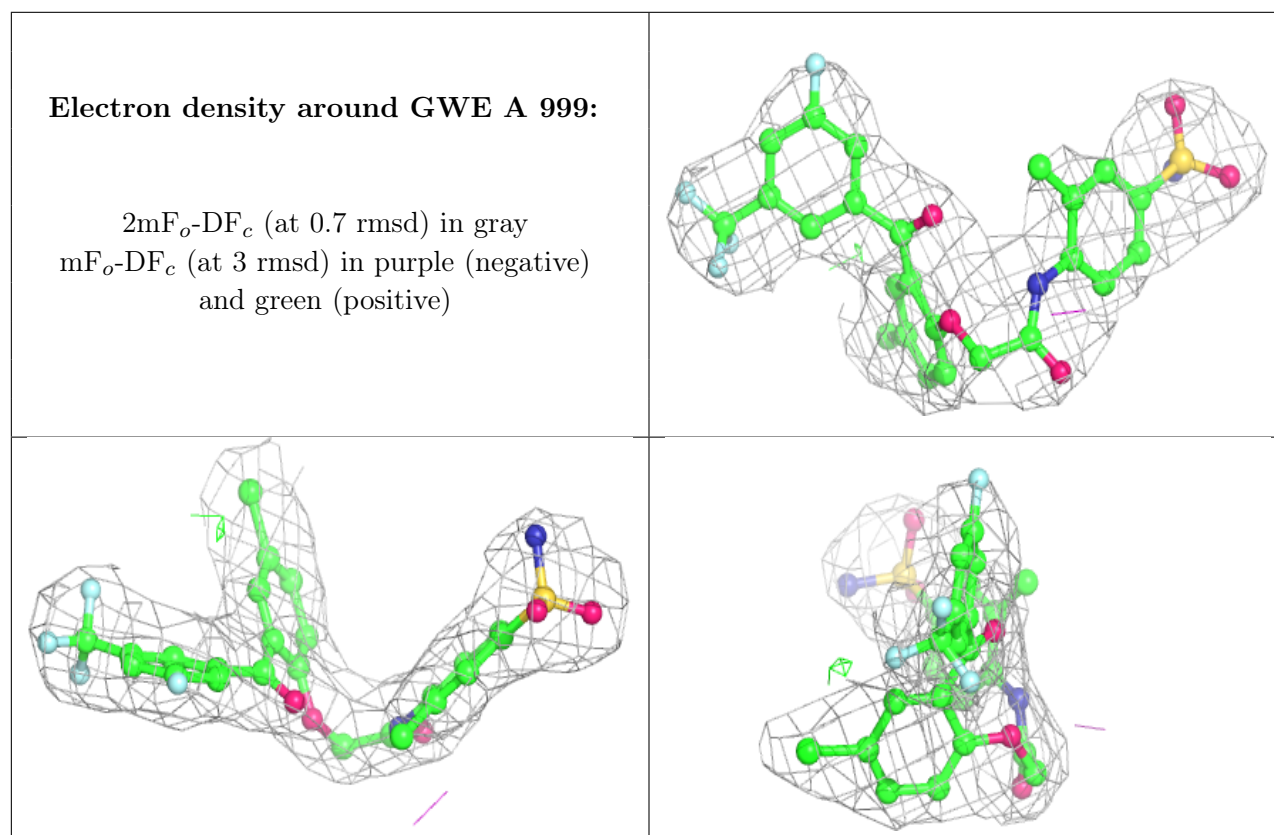 Electron density around GWE A 999:
2mFₒ-DF𝒸 (at 0.7 rmsd) in gray
mFₒ-DF𝒸 (at 3 rmsd) in purple (negative)
and green (positive)